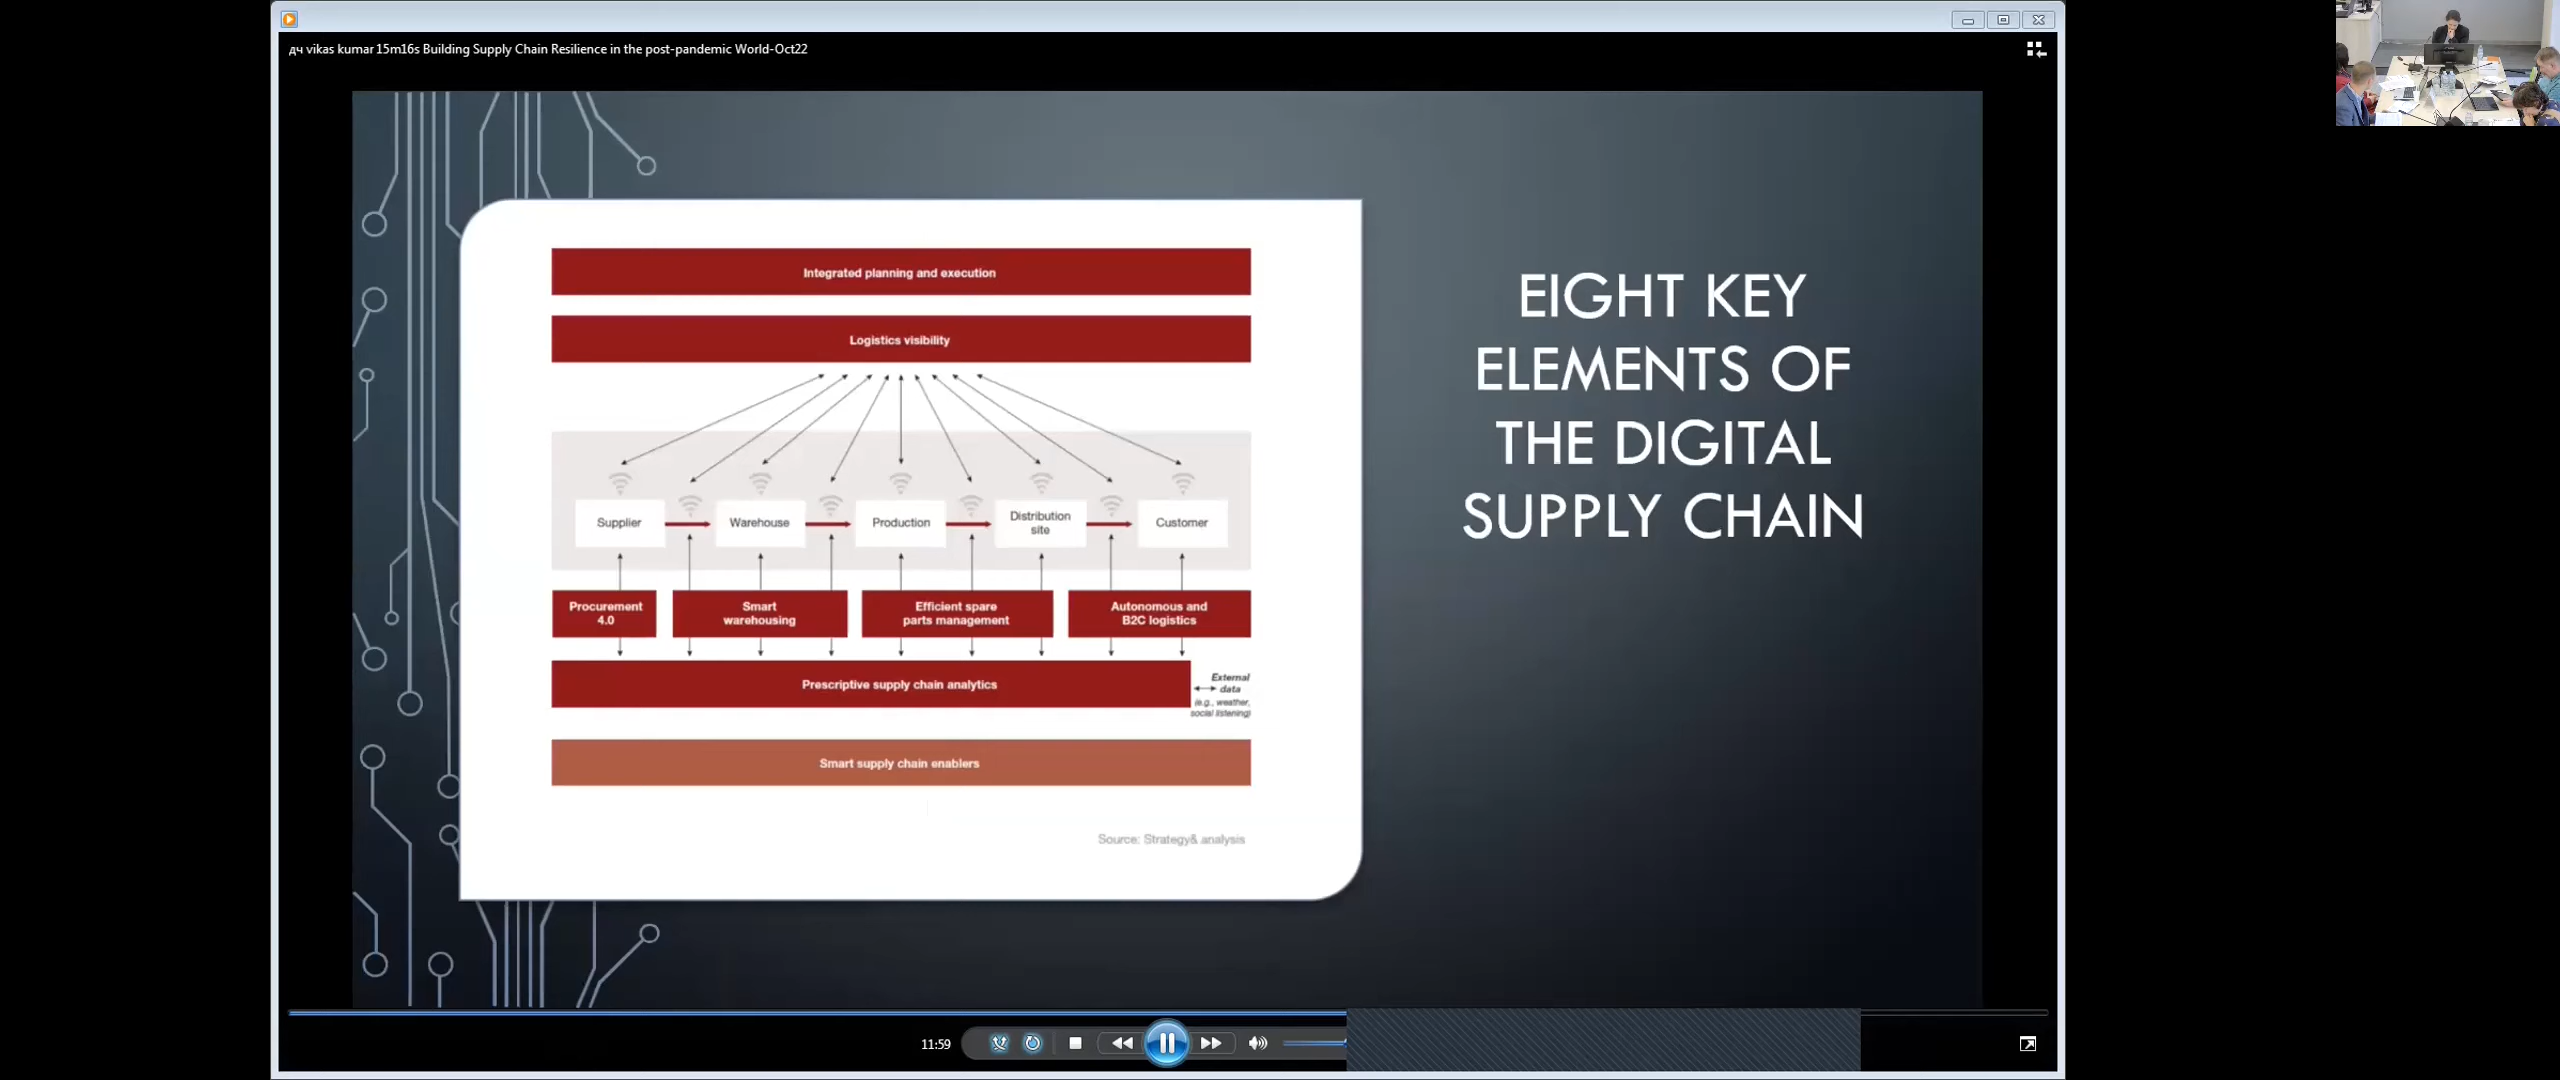 дч vikas kumar 15m16s Building Supply Chain Resilience in the post-pandemic World-Oct22
Integrated planning and execution
Logistics visibility
Supplier
Warehouse
Production
Distribution
site
Customer
Procurement
4.0
Smart
warehousing
Efficient spare
parts management
Autonomous and
B2C logistics
Prescriptive supply chain analytics
External
data
(e.g., weather,
social listening)
Smart supply chain enablers
Source: Strategy& analysis
EIGHT KEY
ELEMENTS OF
THE DIGITAL
SUPPLY CHAIN
11:59